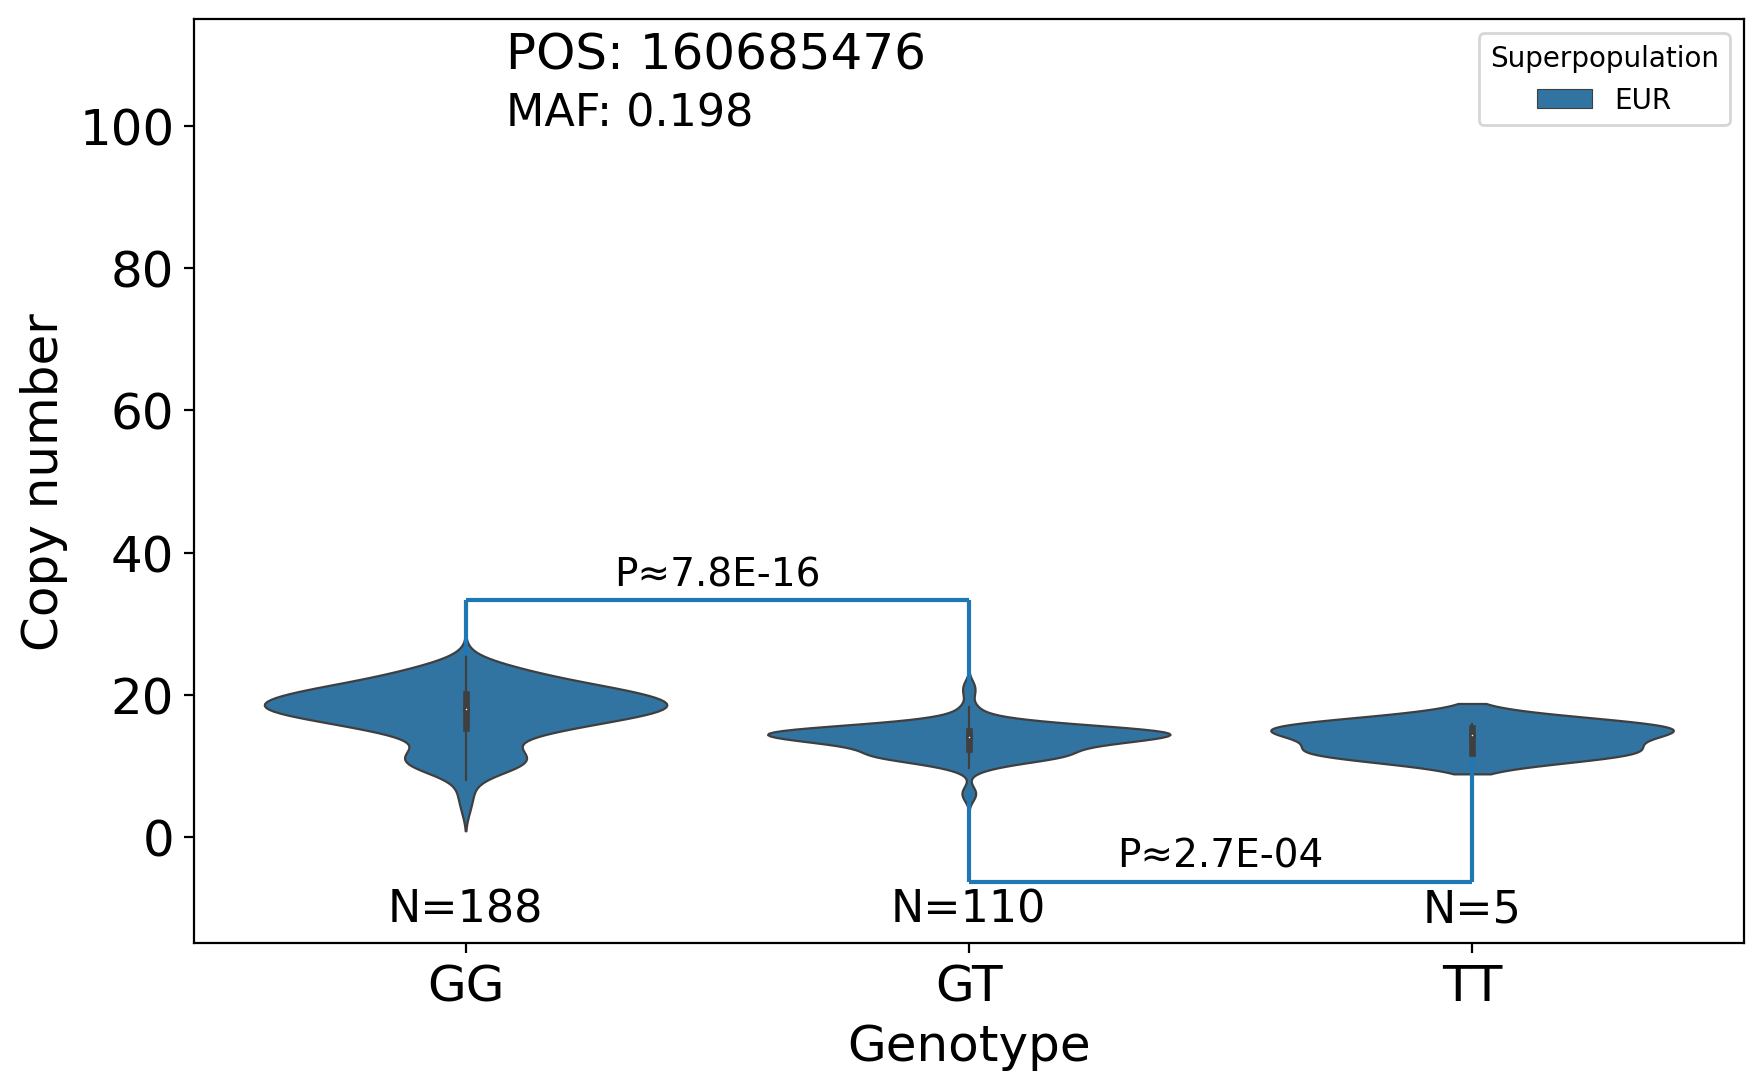 POS: 160685476
MAF: 0.198
Superpopulation
EUR
100
80
60
40
20
0
Copy number
P≈7.8E-16
P≈2.7E-04
N=188
N=110
N=5
GG
GT
TT
Genotype